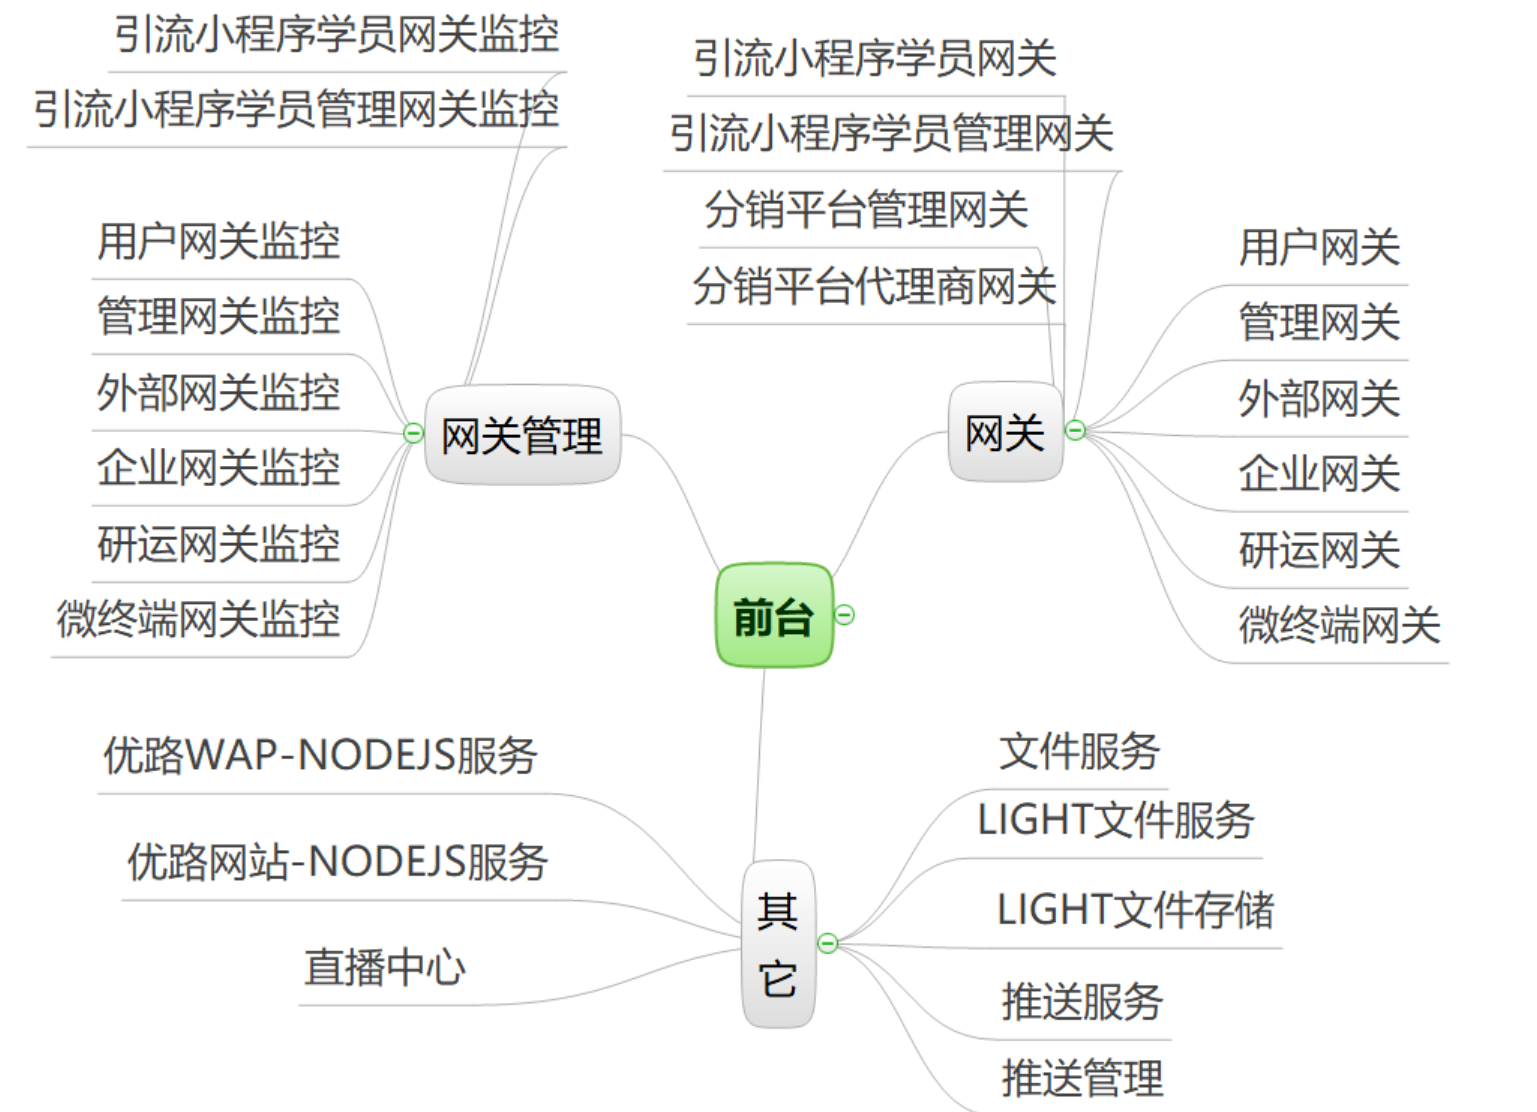 引流小程序学员网关监控
引流小程序学员管理网关监控
用户网关监控
管理网关监控
外部网关监控
企业网关监控
研运网关监控
微终端网关监控
网关管理
引流小程序学员网关
引流小程序学员管理网关
分销平台管理网关
分销平台代理商网关
网关
用户网关
管理网关
外部网关
企业网关
研运网关
微终端网关
前台
优路WAP-NODEJS服务
优路网站-NODEJS服务
直播中心
其
它
文件服务
LIGHT文件服务
LIGHT文件存储
推送服务
推送管理